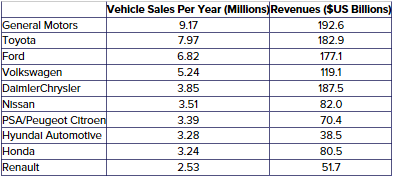 Vehicle Sales Per Year (Millions) Revenues ($US Billions)
General Motors 9.17 192.6
Toyota 7.97 182.9
Ford 6.82 177.1
Volkswagen 5.24 119.1
DaimlerChrysler 3.85 187.5
Nissan 3.51 82.0
PSA/Peugeot Citroen 3.39 70.4
Hyundai Automotive 3.28 38.5
Honda 3.24 80.5
Renault 2.53 51.7